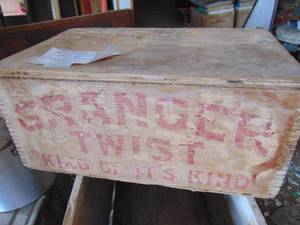 GRANGER
TWIST
"KING OF IT'S KIND"